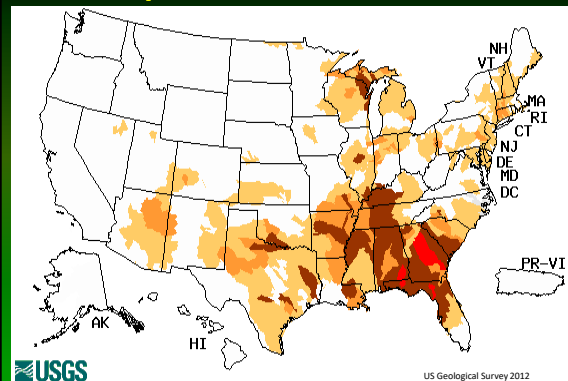 NH
VT
MA
RI
CT
NJ
DE
MD
DC
PR-VI
AK
HI
USGS
US Geological Survey 2012